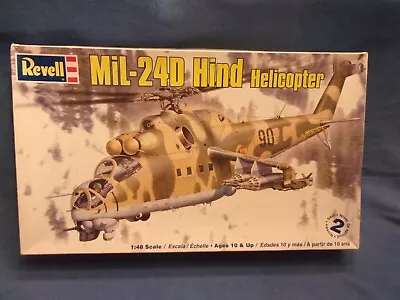 Revell
MiL-24D Hind Helicopter
90
1:48 Scale / Escala / Échelle • Ages 10 & Up / Edades 10 y mas / A partir de 10 ans
2